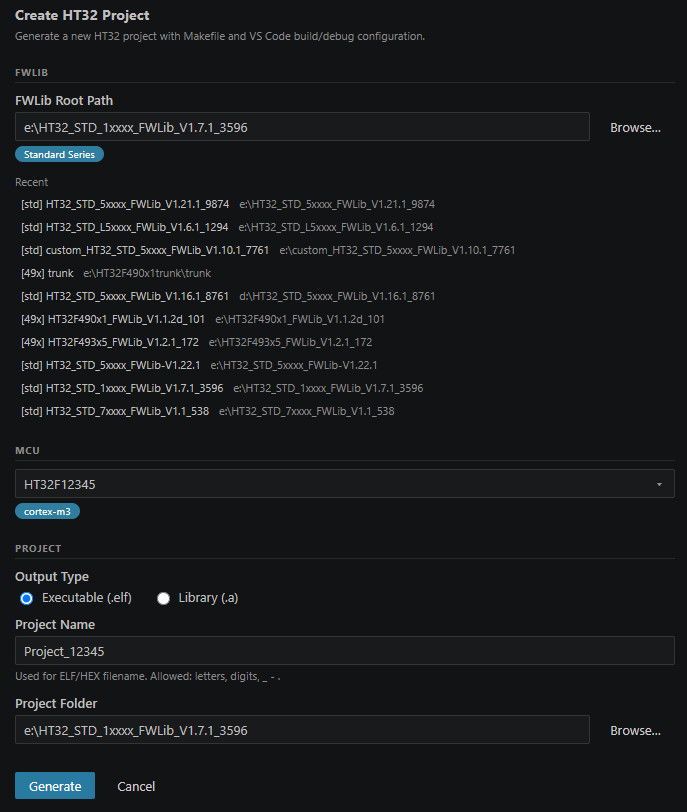 Create HT32 Project
Generate a new HT32 project with Makefile and VS Code build/debug configuration.
FWLIB
FWLib Root Path
e:\HT32_STD_1xxxx_FWLib_V1.7.1_3596 Browse...
Standard Series
Recent
[std] HT32_STD_5xxxx_FWLib_V1.21.1_9874 e:\HT32_STD_5xxxx_FWLib_V1.21.1_9874
[std] HT32_STD_L5xxxx_FWLib_V1.6.1_1294 e:\HT32_STD_L5xxxx_FWLib_V1.6.1_1294
[std] custom_HT32_STD_5xxxx_FWLib_V1.10.1_7761 e:\custom_HT32_STD_5xxxx_FWLib_V1.10.1_7761
[49x] trunk e:\HT32F490x1trunk\trunk
[std] HT32_STD_5xxxx_FWLib_V1.16.1_8761 d:\HT32_STD_5xxxx_FWLib_V1.16.1_8761
[49x] HT32F490x1_FWLib_V1.1.2d_101 e:\HT32F490x1_FWLib_V1.1.2d_101
[49x] HT32F493x5_FWLib_V1.2.1_172 e:\HT32F493x5_FWLib_V1.2.1_172
[std] HT32_STD_5xxxx_FWLib-V1.22.1 e:\HT32_STD_5xxxx_FWLib-V1.22.1
[std] HT32_STD_1xxxx_FWLib_V1.7.1_3596 e:\HT32_STD_1xxxx_FWLib_V1.7.1_3596
[std] HT32_STD_7xxxx_FWLib_V1.1_538 e:\HT32_STD_7xxxx_FWLib_V1.1_538
MCU
HT32F12345
cortex-m3
PROJECT
Output Type
Executable (.elf) Library (.a)
Project Name
Project_12345
Used for ELF/HEX filename. Allowed: letters, digits, _ - .
Project Folder
e:\HT32_STD_1xxxx_FWLib_V1.7.1_3596 Browse...
Generate Cancel